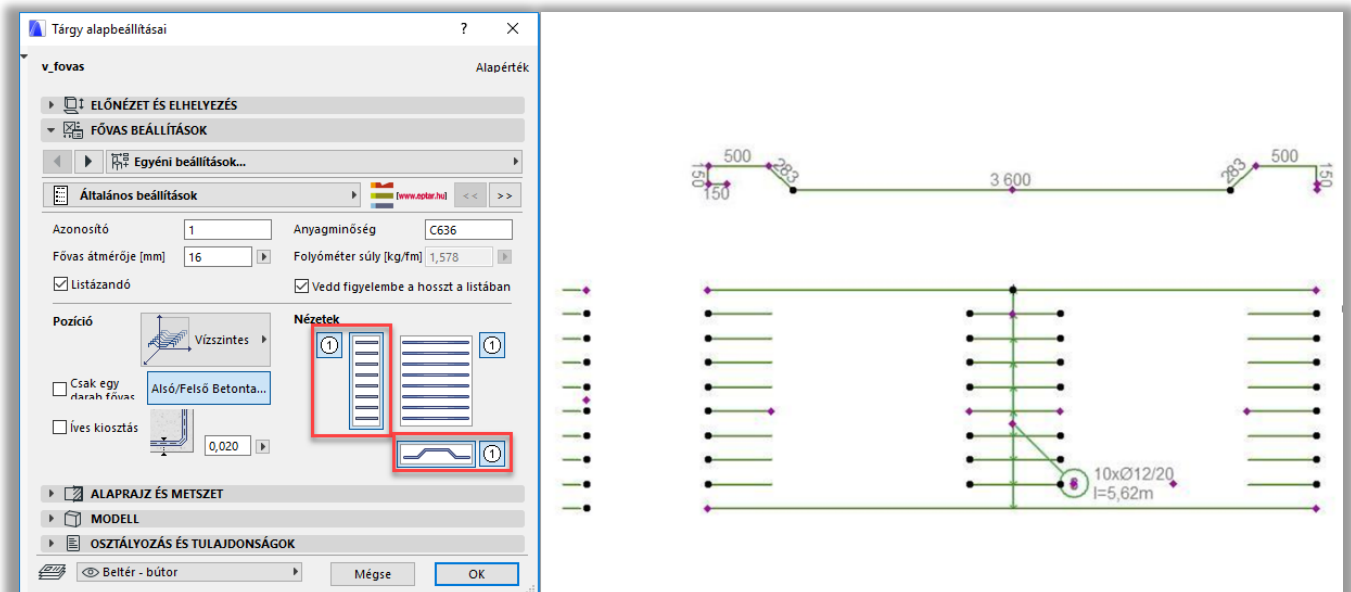 Tárgy alapbeállításai
?
v_fovas
Alapérték
ELŐNÉZET ÉS ELHELYEZÉS
FŐVAS BEÁLLÍTÁSOK
Egyéni beállítások...
Általános beállítások
[www.eptar.hu]
<<
>>
Azonosító
1
Anyagminőség
C636
Fővas átmérője [mm]
16
Folyóméter súly [kg/fm]
1,578
Listázandó
Vedd figyelembe a hosszt a listában
Pozíció
Vízszintes
Nézetek
1
1
Csak egy
darab fővas
Alsó/Felső Betonta...
1
Íves kiosztás
0,020
ALAPRAJZ ÉS METSZET
MODELL
OSZTÁLYOZÁS ÉS TULAJDONSÁGOK
Beltér - bútor
Mégse
OK
500
283
150
150
3 600
283
500
150
10xØ12/20
l=5,62m